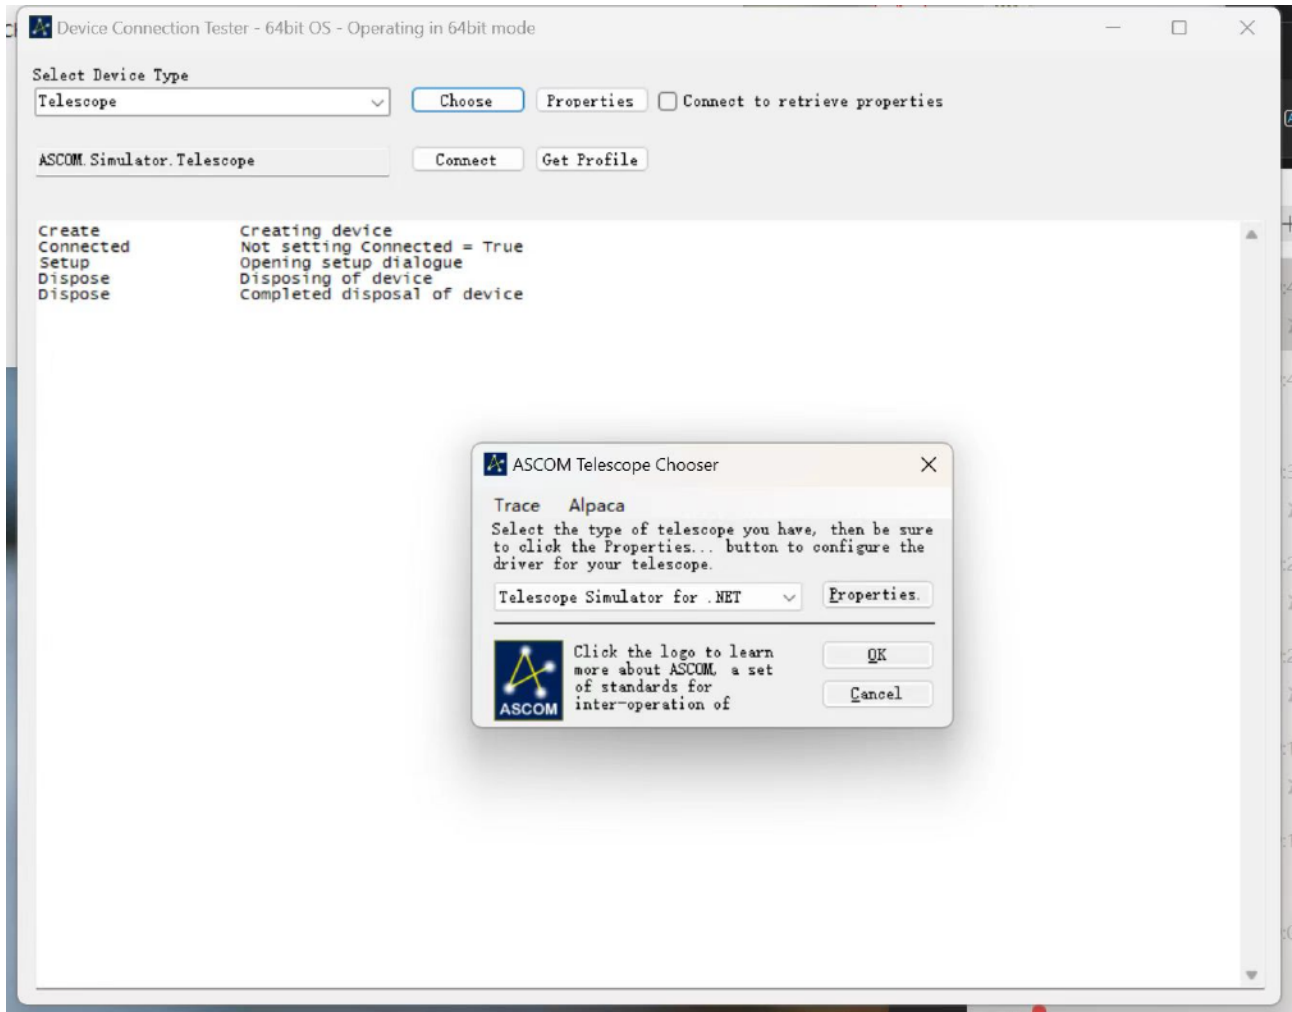 Device Connection Tester - 64bit OS - Operating in 64bit mode
Select Device Type
Telescope
Choose
Properties
Connect to retrieve properties
ASCOM.Simulator.Telescope
Connect
Get Profile
Create Creating device
Connected Not setting Connected = True
Setup Opening setup dialogue
Dispose Disposing of device
Dispose Completed disposal of device
ASCOM Telescope Chooser
Trace Alpaca
Select the type of telescope you have, then be sure
to click the Properties... button to configure the
driver for your telescope.
Telescope Simulator for .NET
Properties.
Click the logo to learn
more about ASCOM, a set
of standards for
inter-operation of
ASCOM
OK
Cancel